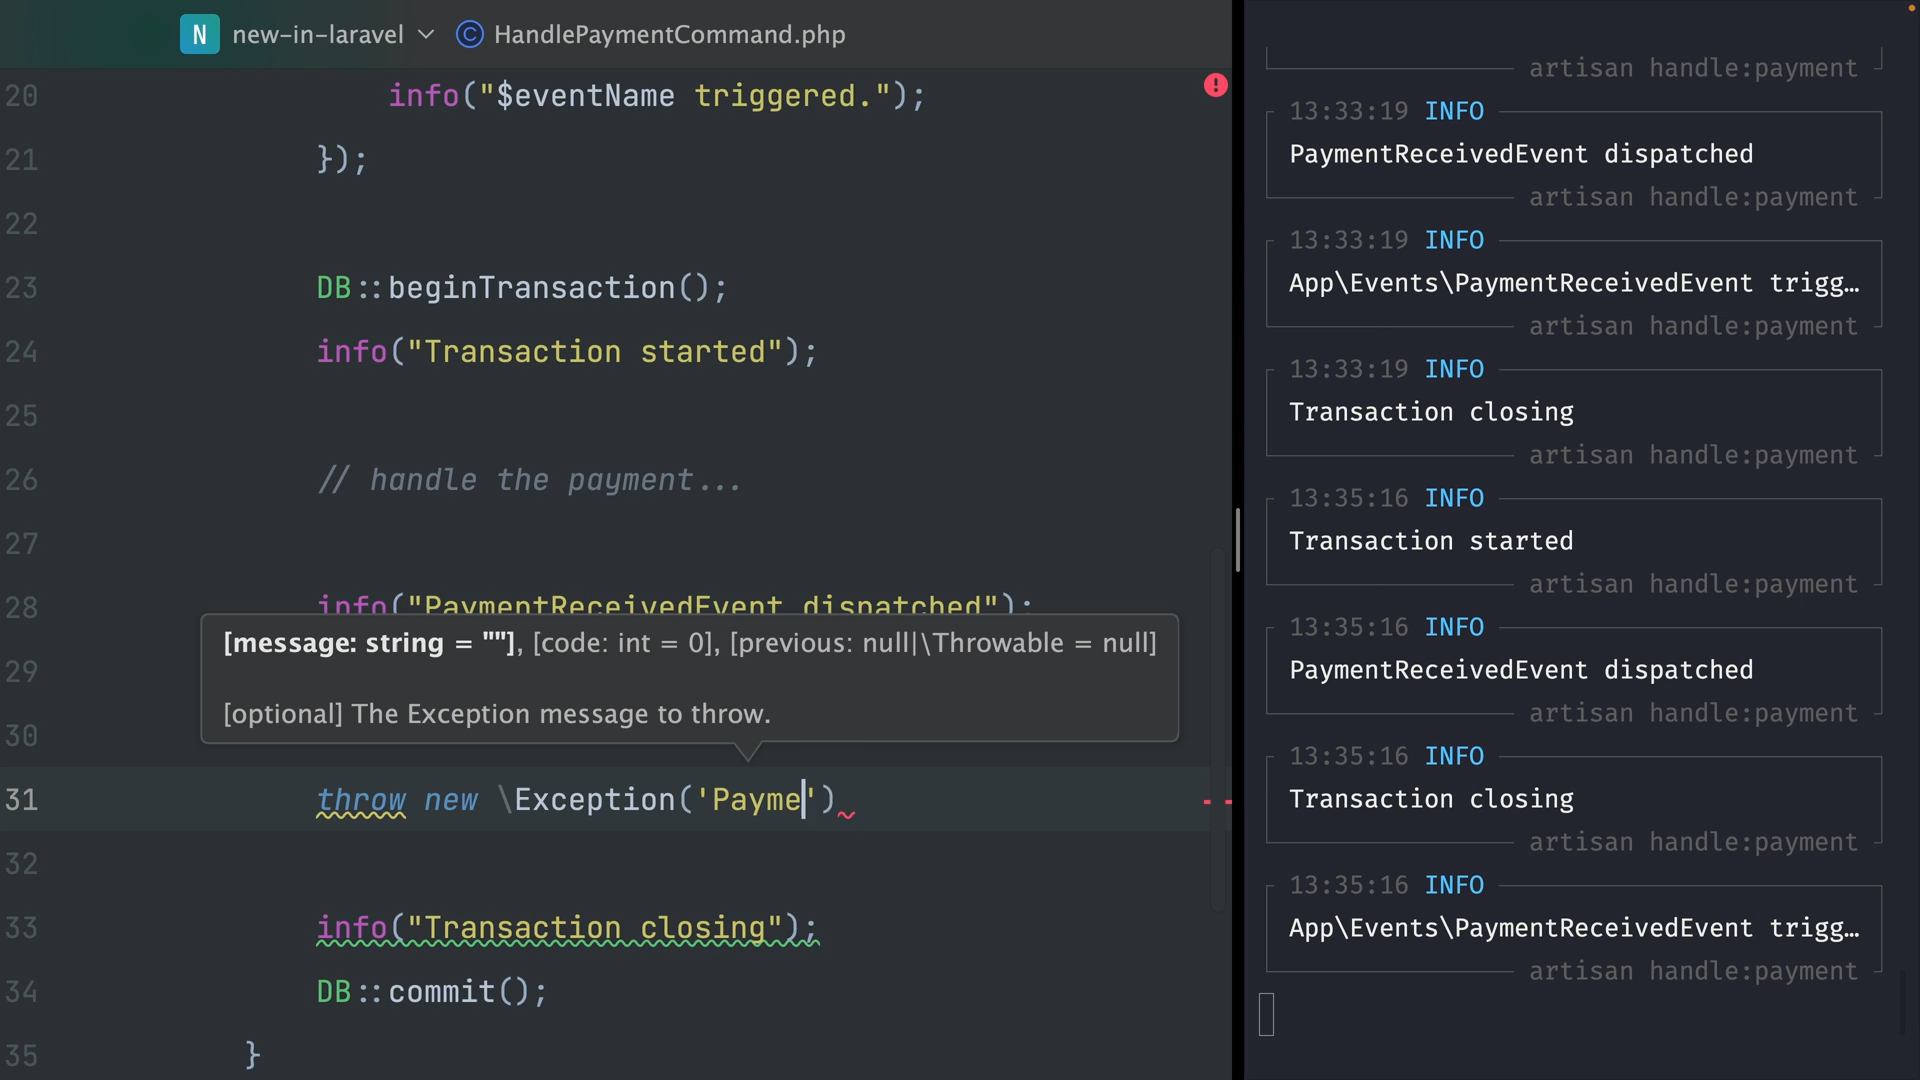 N new-in-laravel HandlePaymentCommand.php
20 info("$eventName triggered.");
21 });
22
23 DB::beginTransaction();
24 info("Transaction started");
25
26 // handle the payment...
27
28 info("PaymentReceivedEvent dispatched");
[message: string = ""], [code: int = 0], [previous: null|\Throwable = null]
29
[optional] The Exception message to throw.
30
31 throw new \Exception('Payme')
32
33 info("Transaction closing");
34 DB::commit();
35 }
artisan handle:payment
13:33:19 INFO
PaymentReceivedEvent dispatched
artisan handle:payment
13:33:19 INFO
App\Events\PaymentReceivedEvent trigg…
artisan handle:payment
13:33:19 INFO
Transaction closing
artisan handle:payment
13:35:16 INFO
Transaction started
artisan handle:payment
13:35:16 INFO
PaymentReceivedEvent dispatched
artisan handle:payment
13:35:16 INFO
Transaction closing
artisan handle:payment
13:35:16 INFO
App\Events\PaymentReceivedEvent trigg…
artisan handle:payment